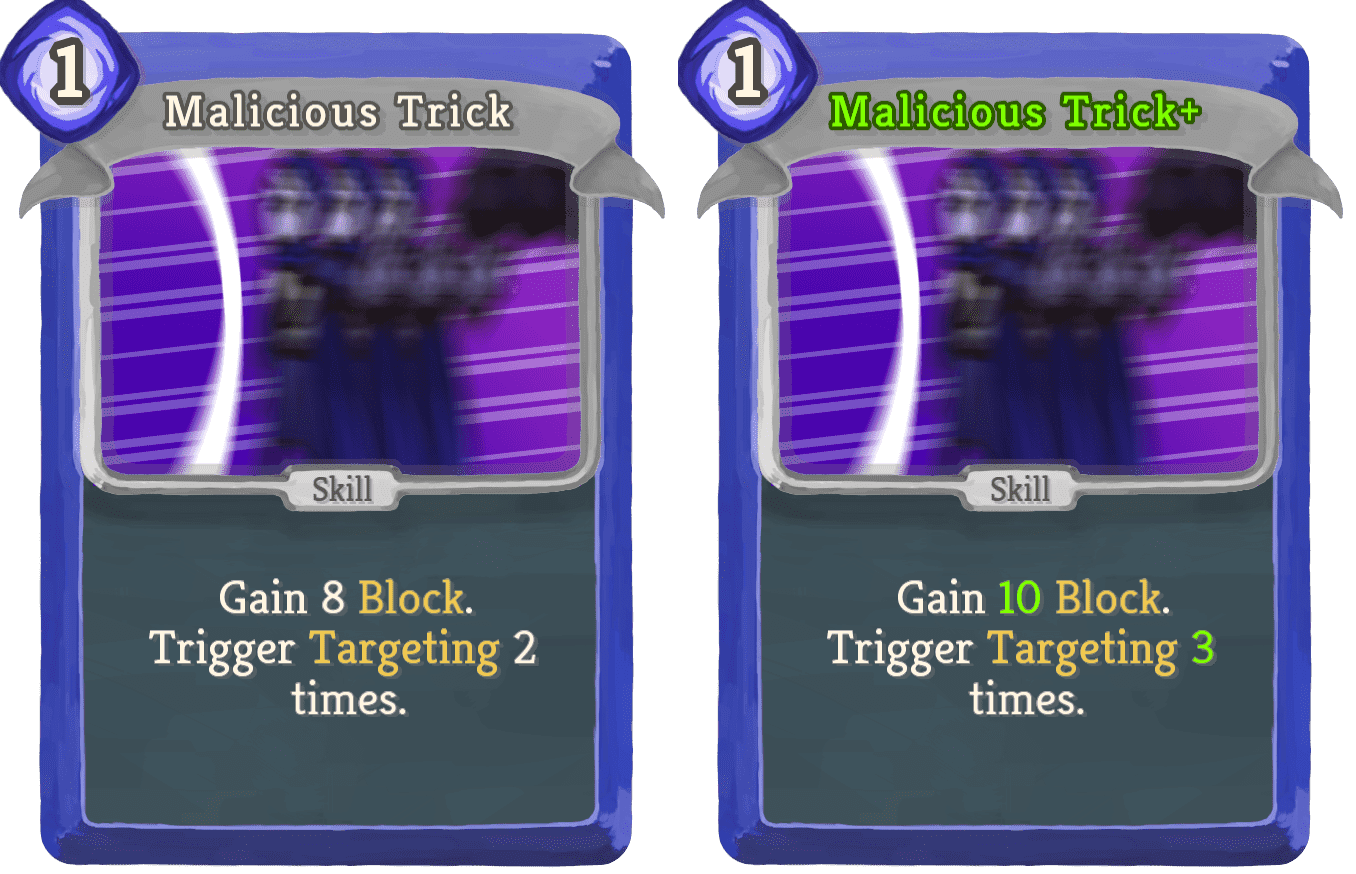 1
Malicious Trick
Skill
Gain 8 Block.
Trigger Targeting 2
times.
1
Malicious Trick+
Skill
Gain 10 Block.
Trigger Targeting 3
times.